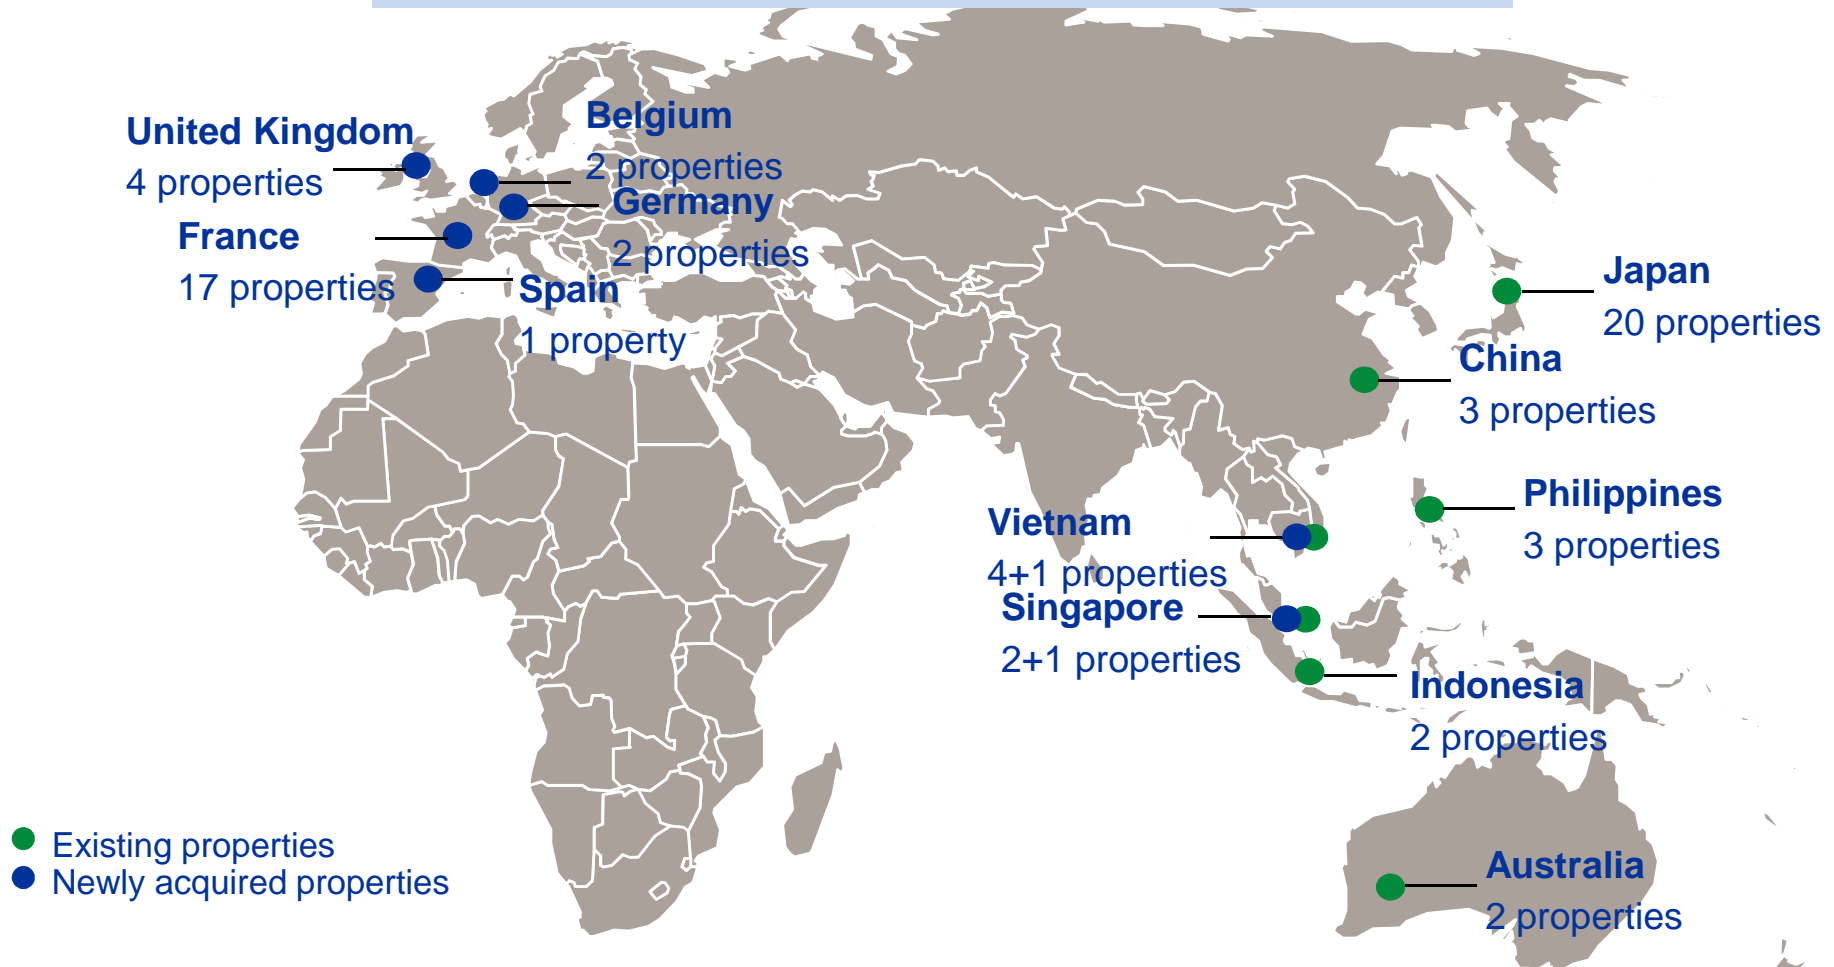 United Kingdom
4 properties
Belgium
2 properties
Germany
2 properties
France
17 properties
Spain
1 property
Japan
20 properties
China
3 properties
Philippines
3 properties
Vietnam
4+1 properties
Singapore
2+1 properties
Indonesia
2 properties
Australia
2 properties
Existing properties
Newly acquired properties